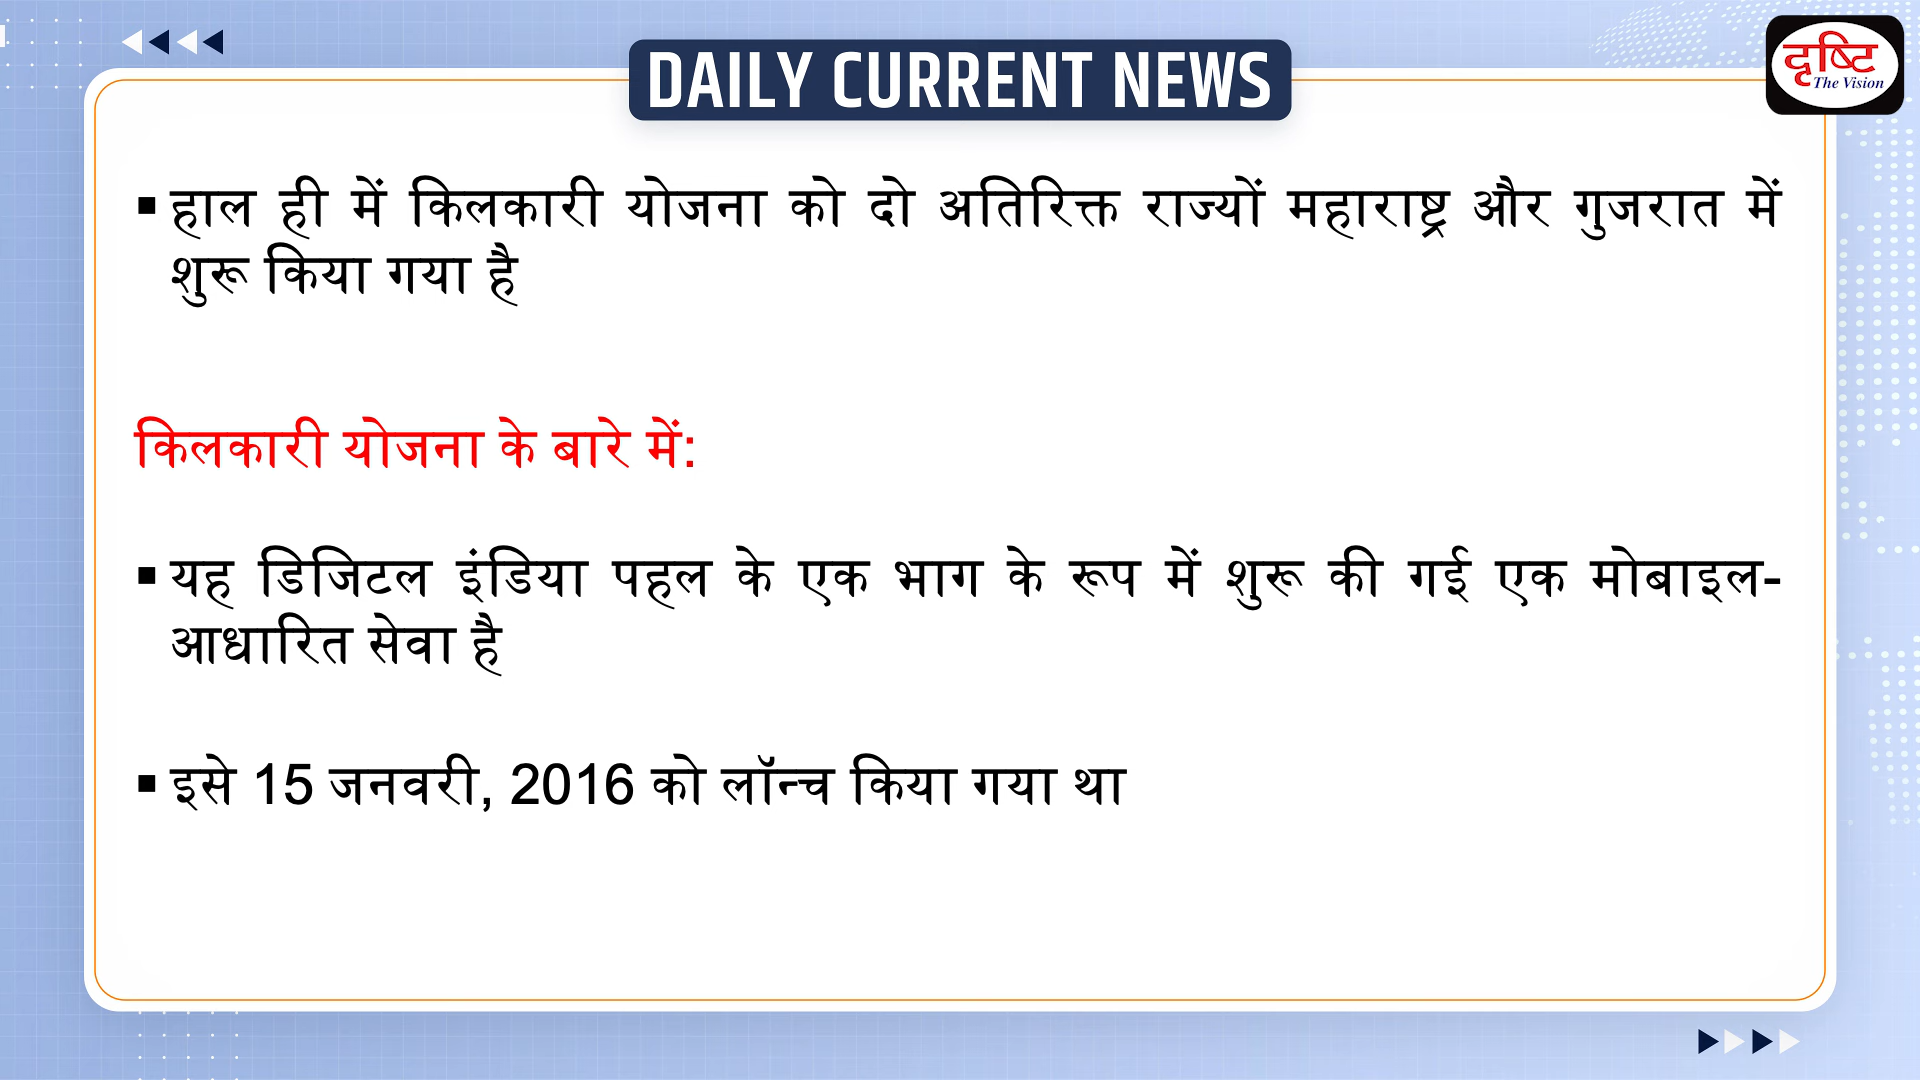 DAILY CURRENT NEWS
दृष्टि
The Vision
▪ हाल ही में किलकारी योजना को दो अतिरिक्त राज्यों महाराष्ट्र और गुजरात में
शुरू किया गया है
किलकारी योजना के बारे में:
▪ यह डिजिटल इंडिया पहल के एक भाग के रूप में शुरू की गई एक मोबाइल-
आधारित सेवा है
▪ इसे 15 जनवरी, 2016 को लॉन्च किया गया था